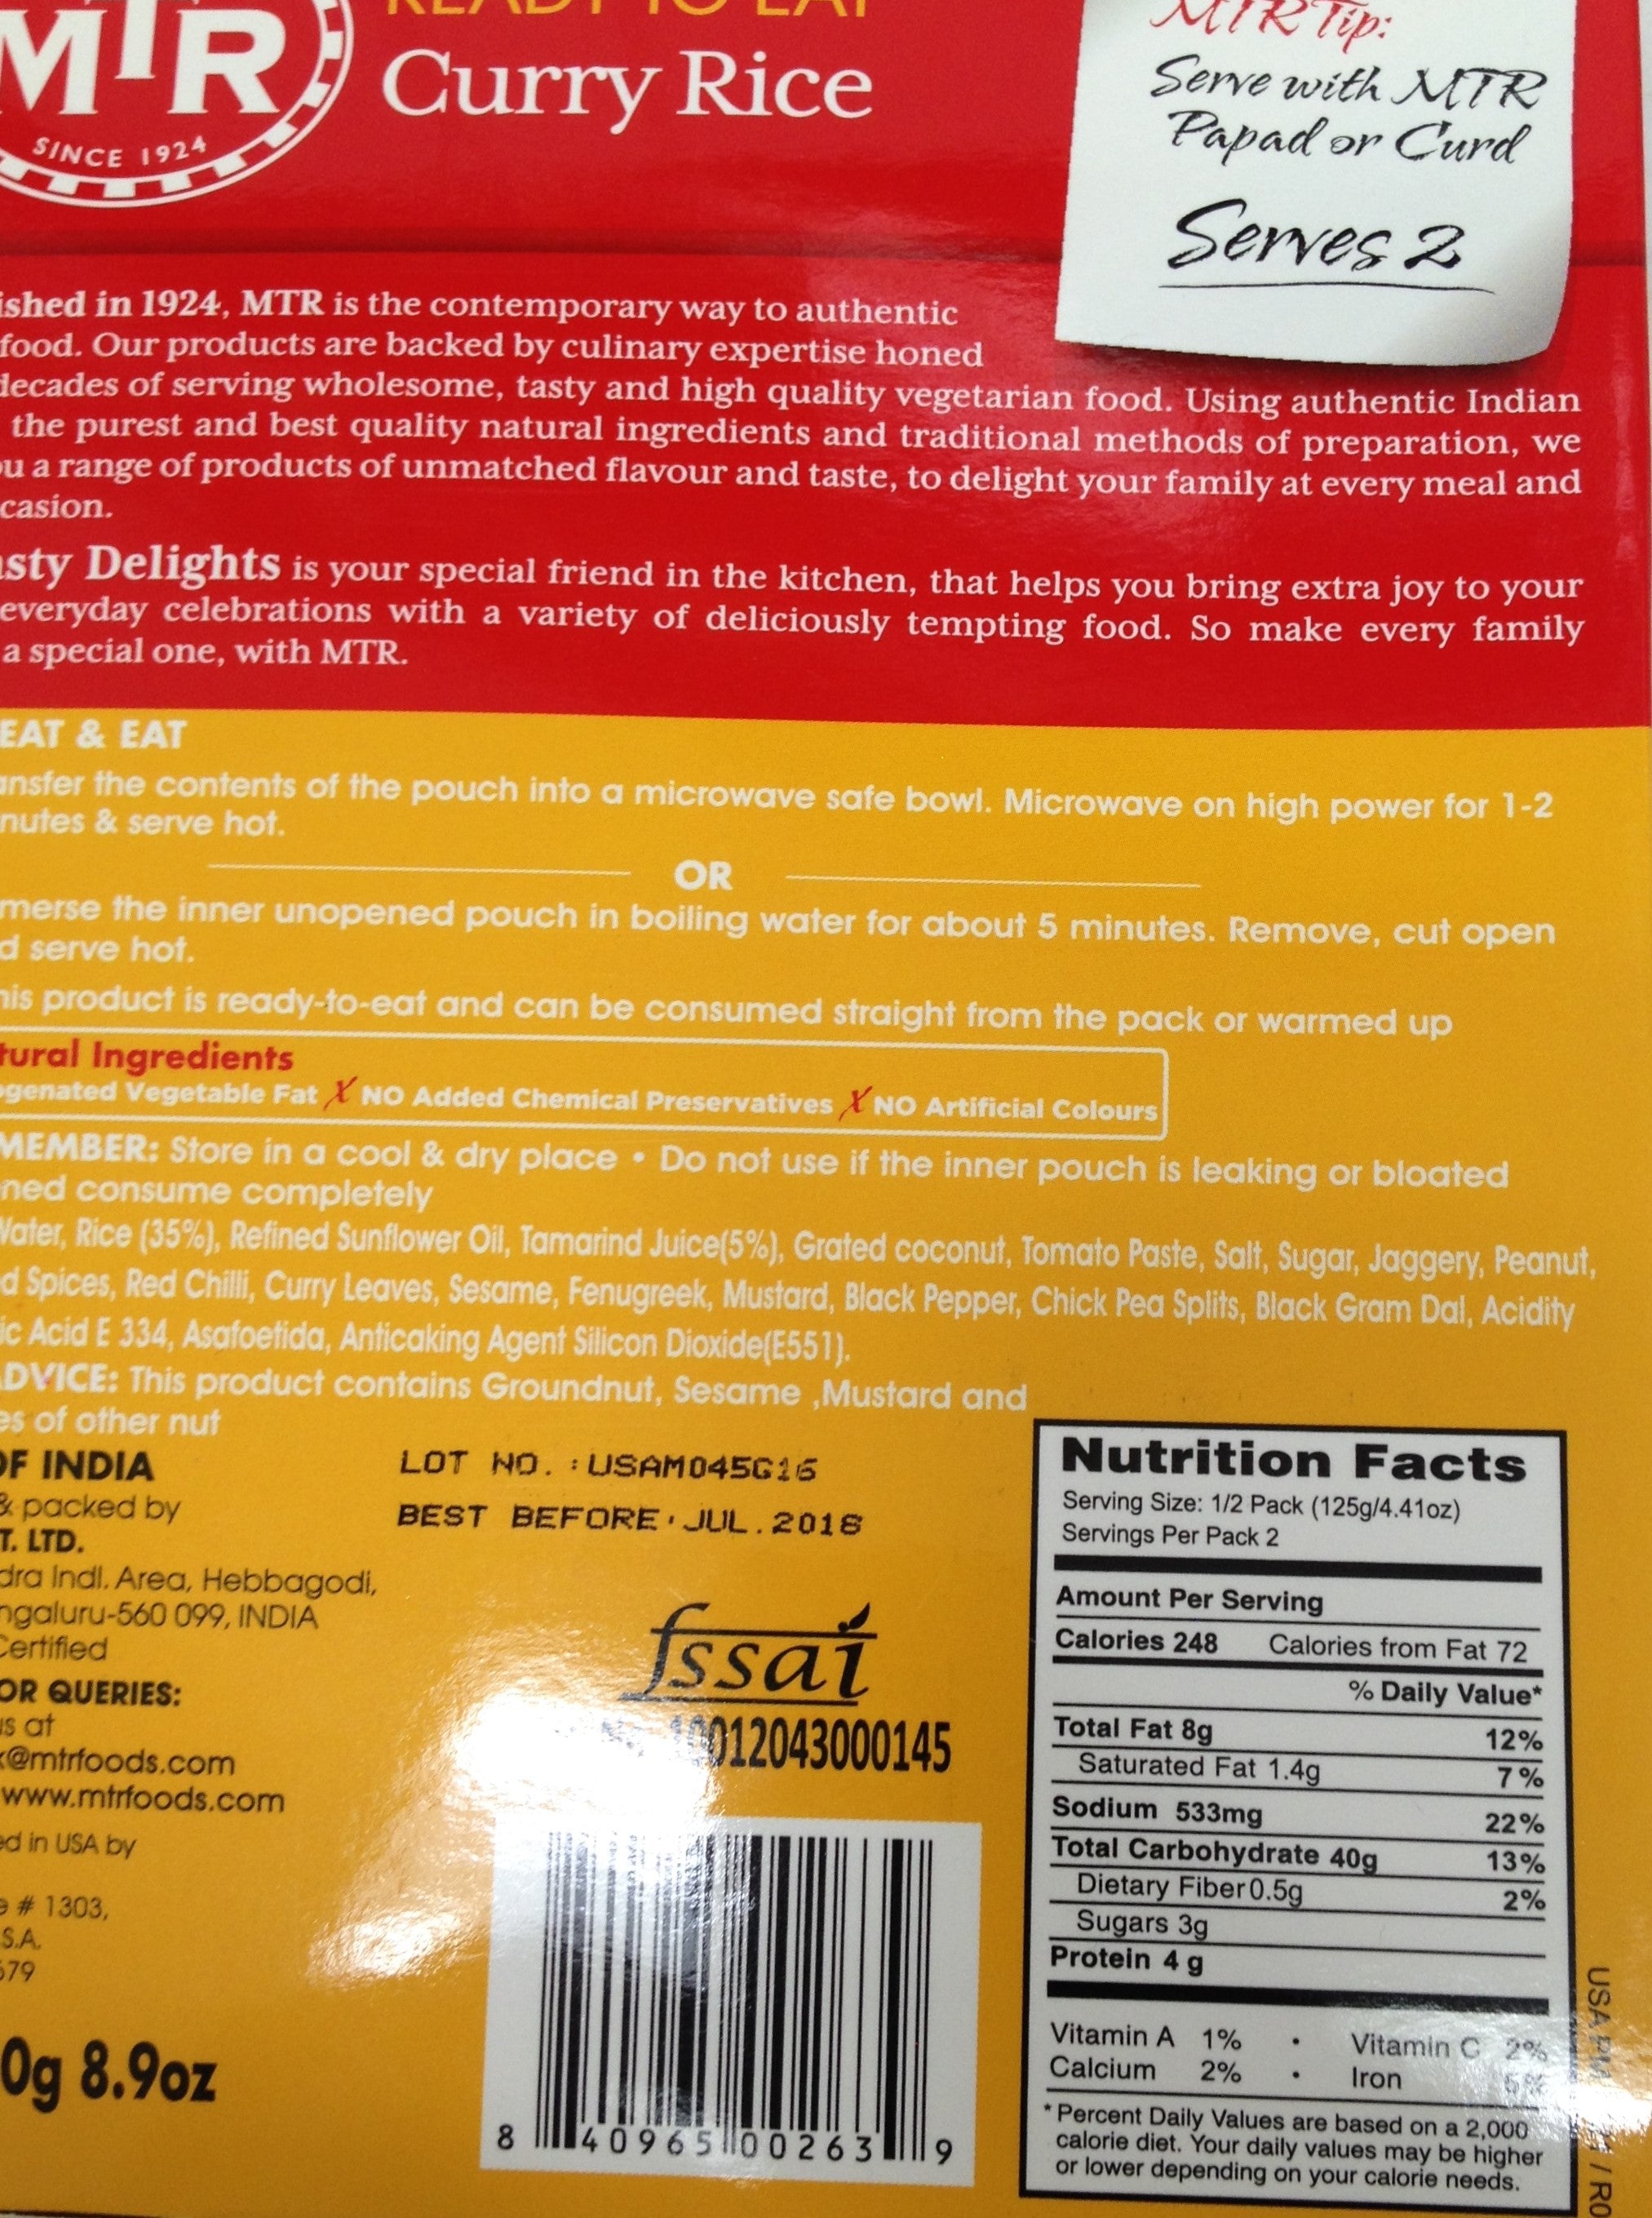 MTR
SINCE 1924
READY TO EAT
Curry Rice
MTR Tip:
Serve with MTR
Papad or Curd
Serves 2
ished in 1924, MTR is the contemporary way to authentic
food. Our products are backed by culinary expertise honed
decades of serving wholesome, tasty and high quality vegetarian food. Using authentic Indian
the purest and best quality natural ingredients and traditional methods of preparation, we
ou a range of products of unmatched flavour and taste, to delight your family at every meal and
casion.
asty Delights is your special friend in the kitchen, that helps you bring extra joy to your
everyday celebrations with a variety of deliciously tempting food. So make every family
a special one, with MTR.
EAT & EAT
ansfer the contents of the pouch into a microwave safe bowl. Microwave on high power for 1-2
nutes & serve hot.
OR
merse the inner unopened pouch in boiling water for about 5 minutes. Remove, cut open
d serve hot.
his product is ready-to-eat and can be consumed straight from the pack or warmed up
tural Ingredients
ogenated Vegetable Fat X NO Added Chemical Preservatives X NO Artificial Colours
MEMBER: Store in a cool & dry place • Do not use if the inner pouch is leaking or bloated
ned consume completely
Water, Rice (35%), Refined Sunflower Oil, Tamarind Juice(5%), Grated coconut, Tomato Paste, Salt, Sugar, Jaggery, Peanut,
d Spices, Red Chilli, Curry Leaves, Sesame, Fenugreek, Mustard, Black Pepper, Chick Pea Splits, Black Gram Dal, Acidity
ic Acid E 334, Asafoetida, Anticaking Agent Silicon Dioxide(E551).
ADVICE: This product contains Groundnut, Sesame ,Mustard and
es of other nut
OF INDIA
& packed by
T. LTD.
dra Indl. Area, Hebbagodi,
ngaluru-560 099, INDIA
Certified
OR QUERIES:
us at
@mtrfoods.com
www.mtrfoods.com
ed in USA by
e # 1303,
S.A.
679
0g 8.9oz
LOT NO. : USAM045G16
BEST BEFORE: JUL.2018
fssai
10012043000145
8 40965 00263 9
Nutrition Facts
Serving Size: 1/2 Pack (125g/4.41oz)
Servings Per Pack 2
Amount Per Serving
Calories 248 Calories from Fat 72
% Daily Value*
Total Fat 8g 12%
Saturated Fat 1.4g 7%
Sodium 533mg 22%
Total Carbohydrate 40g 13%
Dietary Fiber 0.5g 2%
Sugars 3g
Protein 4 g
Vitamin A 1% • Vitamin C 2%
Calcium 2% • Iron 5%
* Percent Daily Values are based on a 2,000
calorie diet. Your daily values may be higher
or lower depending on your calorie needs.
USA
/ R0